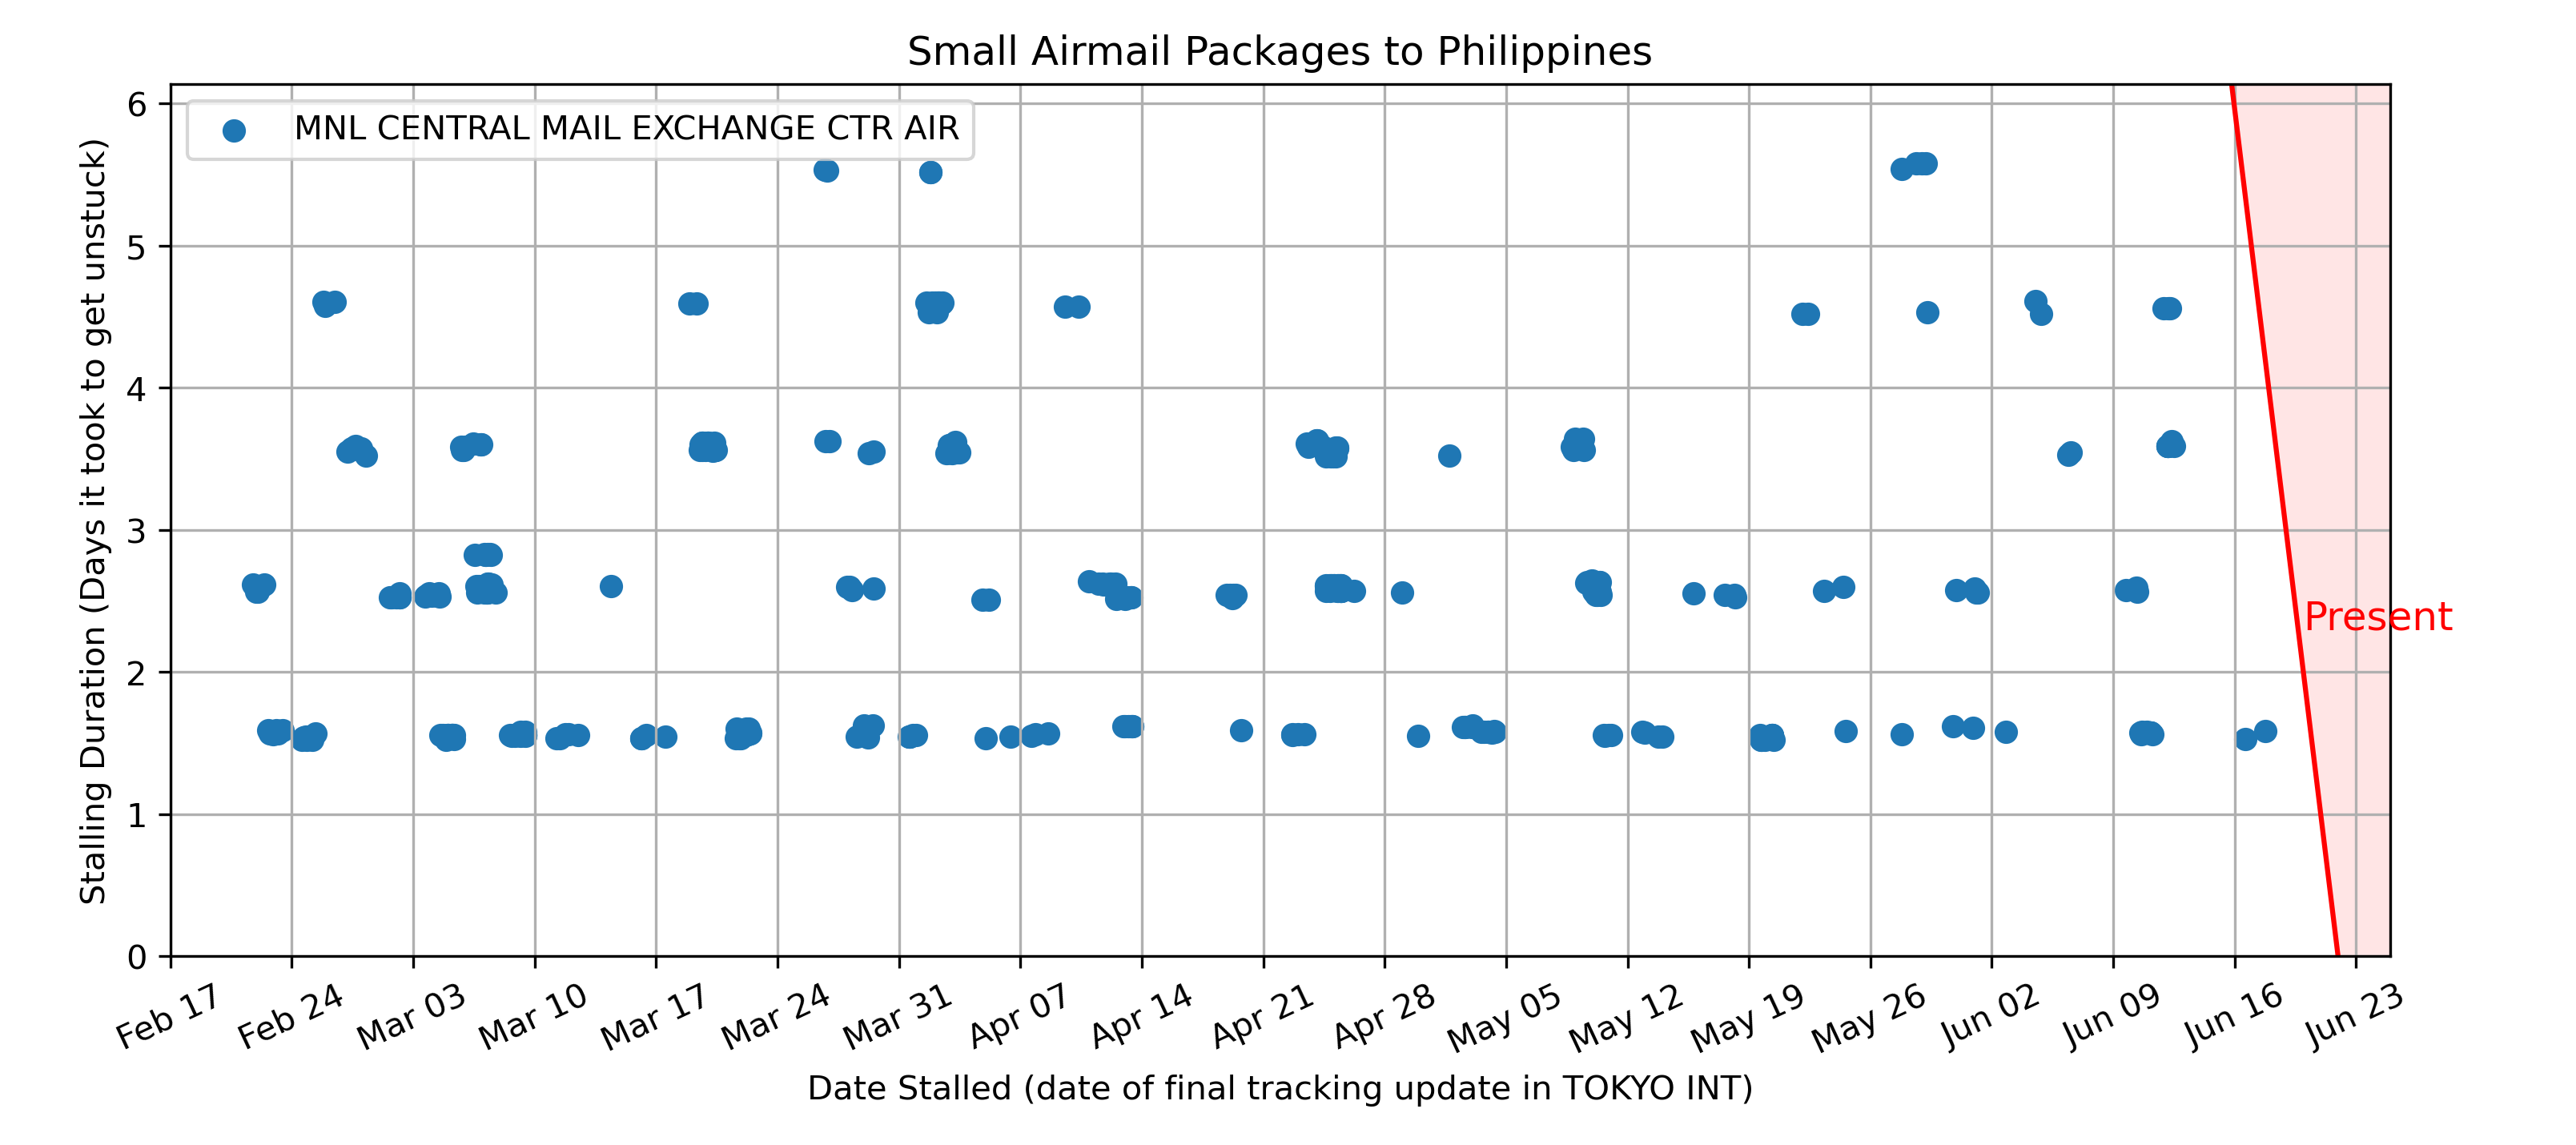 Small Airmail Packages to Philippines
MNL CENTRAL MAIL EXCHANGE CTR AIR
Stalling Duration (Days it took to get unstuck)
6
5
4
3
2
1
0
Present
Feb 17
Feb 24
Mar 03
Mar 10
Mar 17
Mar 24
Mar 31
Apr 07
Apr 14
Apr 21
Apr 28
May 05
May 12
May 19
May 26
Jun 02
Jun 09
Jun 16
Jun 23
Date Stalled (date of final tracking update in TOKYO INT)